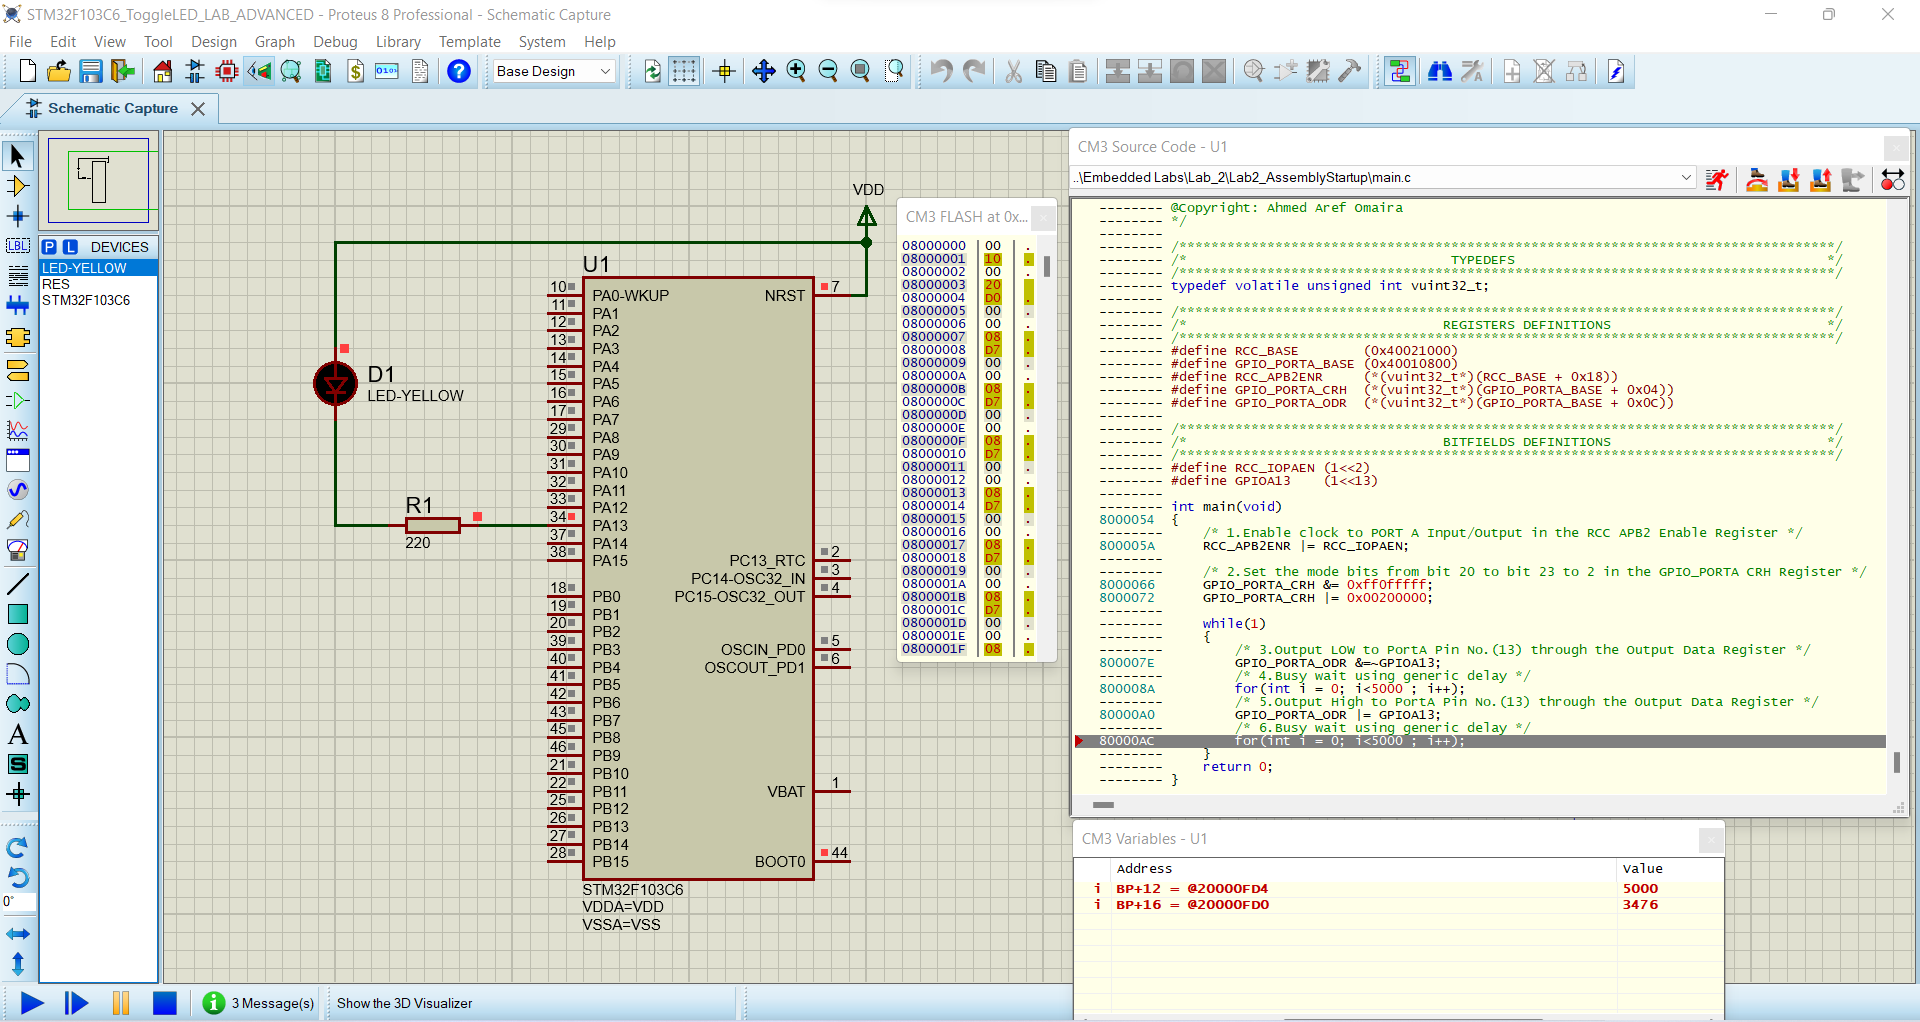 STM32F103C6_ToggleLED_LAB_ADVANCED - Proteus 8 Professional - Schematic Capture
File Edit View Tool Design Graph Debug Library Template System Help
Base Design
Schematic Capture
P L DEVICES
LED-YELLOW
RES
STM32F103C6
LBL
A
S
0°
VDD
U1
D1
LED-YELLOW
R1
220
10 PA0-WKUP
11 PA1
12 PA2
13 PA3
14 PA4
15 PA5
16 PA6
17 PA7
29 PA8
30 PA9
31 PA10
32 PA11
33 PA12
34 PA13
37 PA14
38 PA15
18 PB0
19 PB1
20 PB2
39 PB3
40 PB4
41 PB5
42 PB6
43 PB7
45 PB8
46 PB9
21 PB10
22 PB11
25 PB12
26 PB13
27 PB14
28 PB15
NRST 7
PC13_RTC 2
PC14-OSC32_IN 3
PC15-OSC32_OUT 4
OSCIN_PD0 5
OSCOUT_PD1 6
VBAT 1
BOOT0 44
STM32F103C6
VDDA=VDD
VSSA=VSS
CM3 FLASH at 0x...
08000000 00 .
08000001 10 .
08000002 00 .
08000003 20
08000004 D0 .
08000005 00 .
08000006 00 .
08000007 08 .
08000008 D7 .
08000009 00 .
0800000A 00 .
0800000B 08 .
0800000C D7 .
0800000D 00 .
0800000E 00 .
0800000F 08 .
08000010 D7 .
08000011 00 .
08000012 00 .
08000013 08 .
08000014 D7 .
08000015 00 .
08000016 00 .
08000017 08 .
08000018 D7 .
08000019 00 .
0800001A 00 .
0800001B 08 .
0800001C D7 .
0800001D 00 .
0800001E 00 .
0800001F 08 .
CM3 Source Code - U1
..\Embedded Labs\Lab_2\Lab2_AssemblyStartup\main.c
-------- @Copyright: Ahmed Aref Omaira
-------- */
--------
-------- /**********************************************************************************/
-------- /* TYPEDEFS */
-------- /**********************************************************************************/
-------- typedef volatile unsigned int vuint32_t;
--------
-------- /**********************************************************************************/
-------- /* REGISTERS DEFINITIONS */
-------- /**********************************************************************************/
-------- #define RCC_BASE (0x40021000)
-------- #define GPIO_PORTA_BASE (0x40010800)
-------- #define RCC_APB2ENR (*(vuint32_t*)(RCC_BASE + 0x18))
-------- #define GPIO_PORTA_CRH (*(vuint32_t*)(GPIO_PORTA_BASE + 0x04))
-------- #define GPIO_PORTA_ODR (*(vuint32_t*)(GPIO_PORTA_BASE + 0x0C))
--------
-------- /**********************************************************************************/
-------- /* BITFIELDS DEFINITIONS */
-------- /**********************************************************************************/
-------- #define RCC_IOPAEN (1<<2)
-------- #define GPIOA13 (1<<13)
--------
-------- int main(void)
8000054 {
-------- /* 1.Enable clock to PORT A Input/Output in the RCC APB2 Enable Register */
800005A RCC_APB2ENR |= RCC_IOPAEN;
--------
-------- /* 2.Set the mode bits from bit 20 to bit 23 to 2 in the GPIO_PORTA CRH Register */
8000066 GPIO_PORTA_CRH &= 0xff0fffff;
8000072 GPIO_PORTA_CRH |= 0x00200000;
--------
-------- while(1)
-------- {
-------- /* 3.Output LOW to PortA Pin No.(13) through the Output Data Register */
800007E GPIO_PORTA_ODR &=~GPIOA13;
-------- /* 4.Busy wait using generic delay */
800008A for(int i = 0; i<5000 ; i++);
-------- /* 5.Output High to PortA Pin No.(13) through the Output Data Register */
80000A0 GPIO_PORTA_ODR |= GPIOA13;
-------- /* 6.Busy wait using generic delay */
80000AC for(int i = 0; i<5000 ; i++);
-------- }
-------- return 0;
-------- }
CM3 Variables - U1
Address Value
i BP+12 = @20000FD4 5000
i BP+16 = @20000FD0 3476
3 Message(s) Show the 3D Visualizer